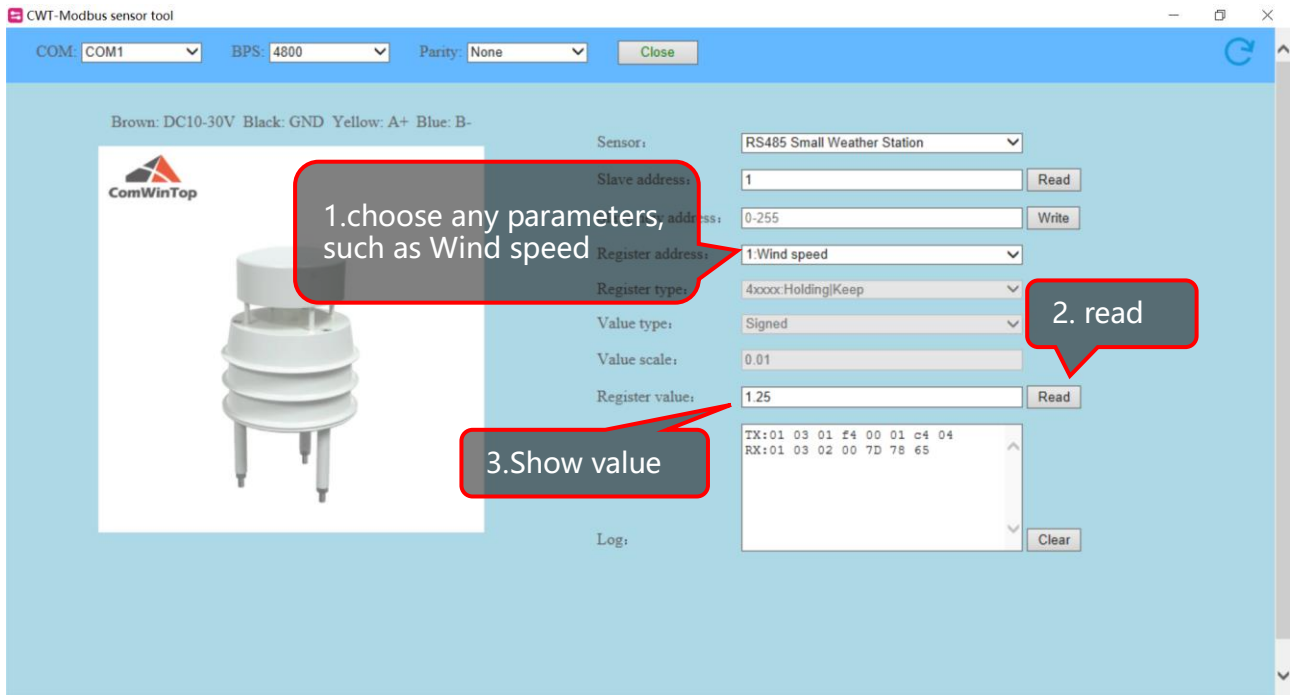 CWT-Modbus sensor tool
COM: COM1 BPS: 4800 Parity: None Close
Brown: DC10-30V Black: GND Yellow: A+ Blue: B-
ComWinTop
Sensor: RS485 Small Weather Station
Slave address: 1 Read
address: 0-255 Write
Register address: 1:Wind speed
Register type: 4xxxx:Holding|Keep
Value type: Signed
Value scale: 0.01
Register value: 1.25 Read
TX:01 03 01 f4 00 01 c4 04
RX:01 03 02 00 7D 78 65
Log: Clear
1.choose any parameters,
such as Wind speed
2. read
3.Show value